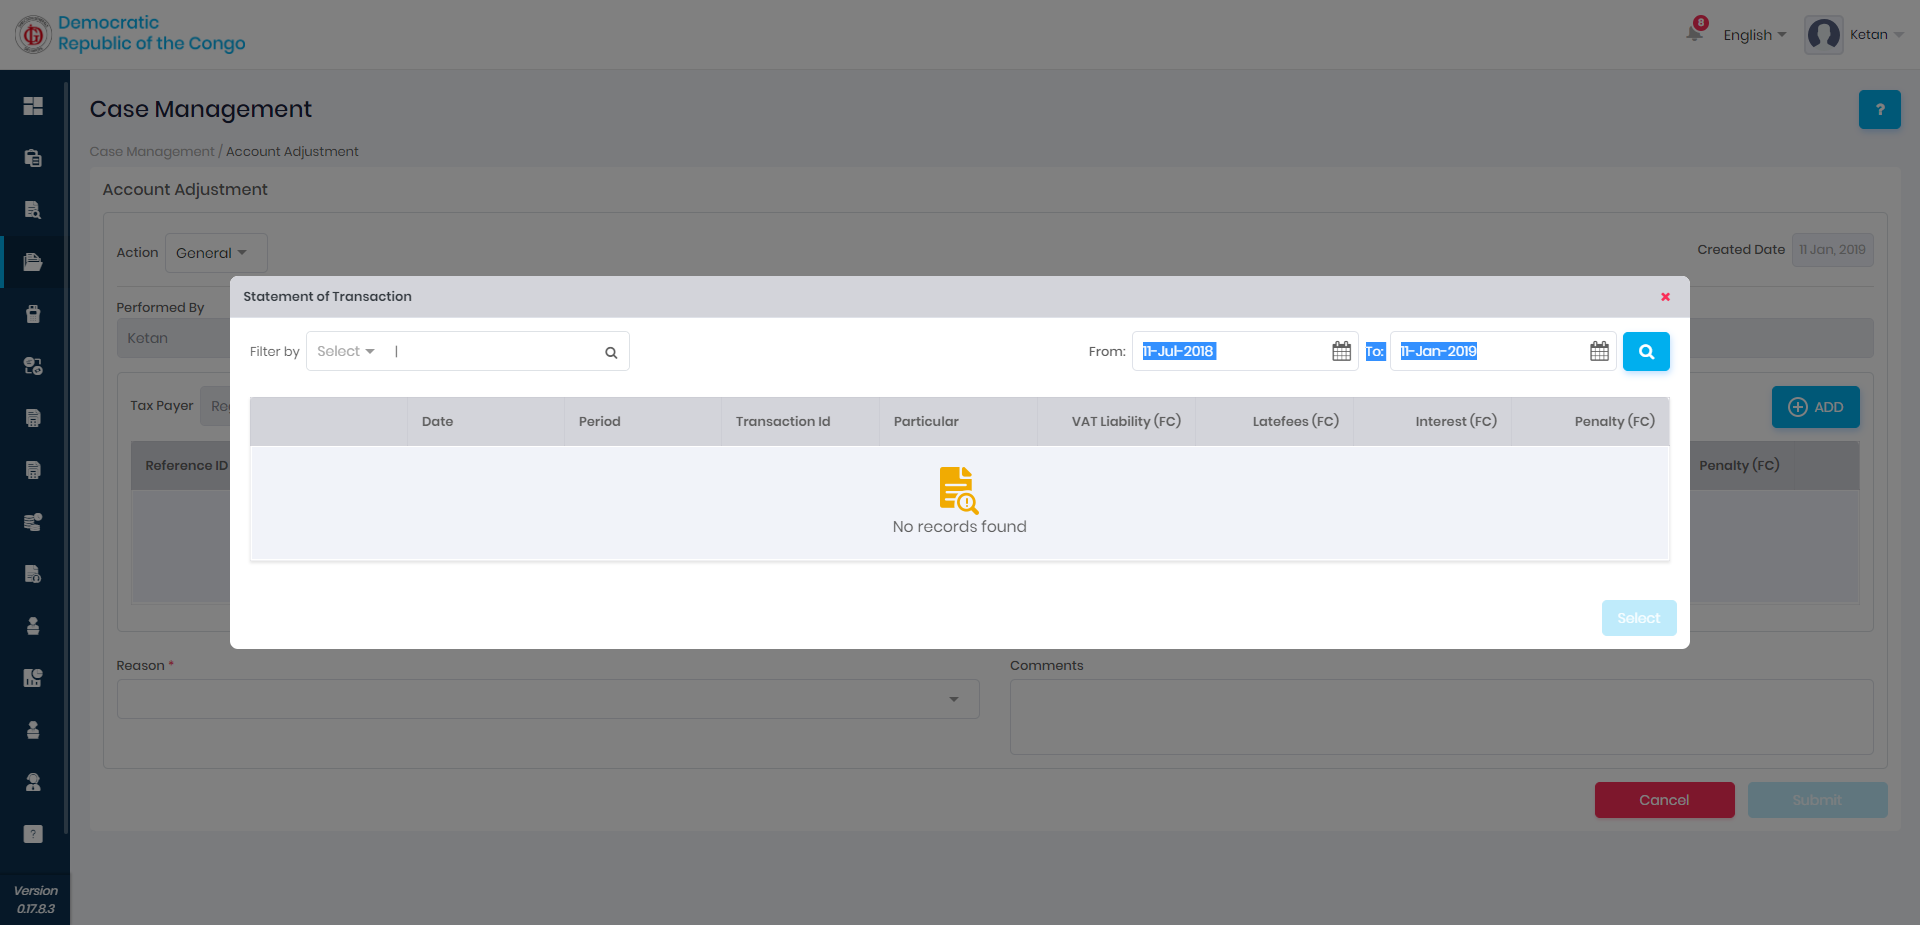 Democratic
Republic of the Congo
8
English
Ketan
Case Management
?
Case Management / Account Adjustment
Account Adjustment
Action
General
Created Date
11 Jan, 2019
Performed By
Ketan
Statement of Transaction
Filter by
Select
From:
11-Jul-2018
To:
11-Jan-2019
Tax Payer
ADD
Date
Period
Transaction Id
Particular
VAT Liability (FC)
Latefees (FC)
Interest (FC)
Penalty (FC)
Reference ID
Penalty (FC)
No records found
Select
Reason *
Comments
Cancel
Submit
?
Version
0.17.8.3